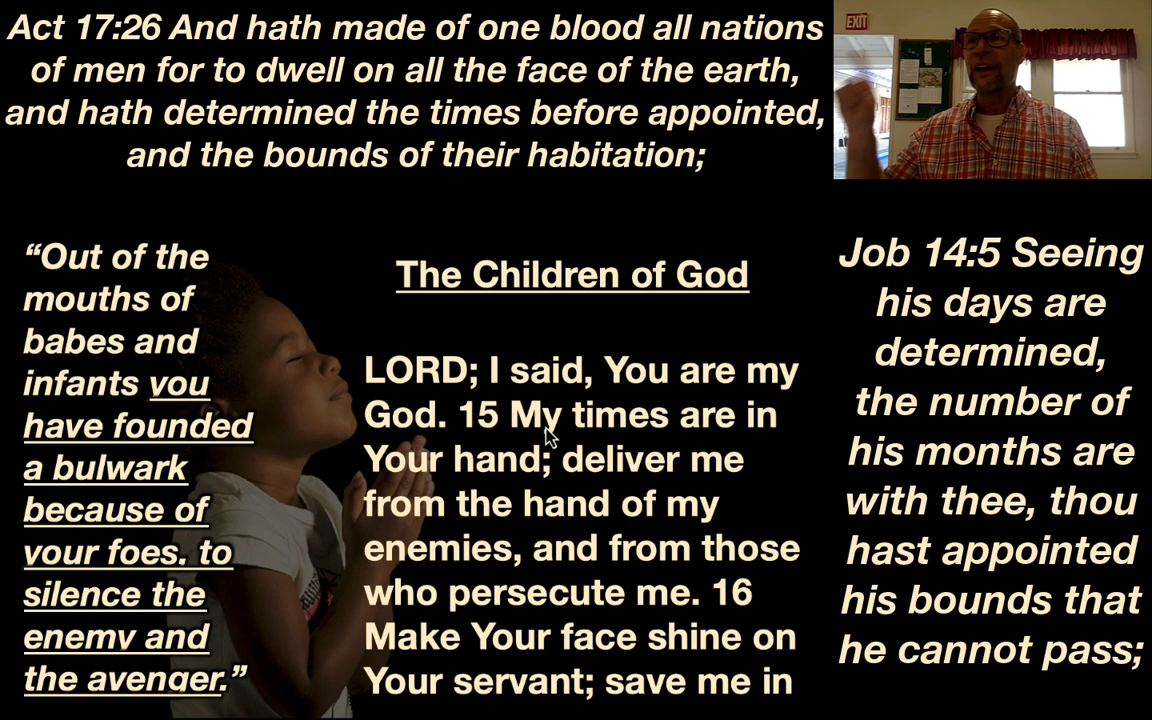 Act 17:26 And hath made of one blood all nations
of men for to dwell on all the face of the earth,
and hath determined the times before appointed,
and the bounds of their habitation;
EXIT
“Out of the
mouths of
babes and
infants you
have founded
a bulwark
because of
your foes, to
silence the
enemy and
the avenger.”
The Children of God
LORD; I said, You are my
God. 15 My times are in
Your hand; deliver me
from the hand of my
enemies, and from those
who persecute me. 16
Make Your face shine on
Your servant; save me in
Job 14:5 Seeing
his days are
determined,
the number of
his months are
with thee, thou
hast appointed
his bounds that
he cannot pass;